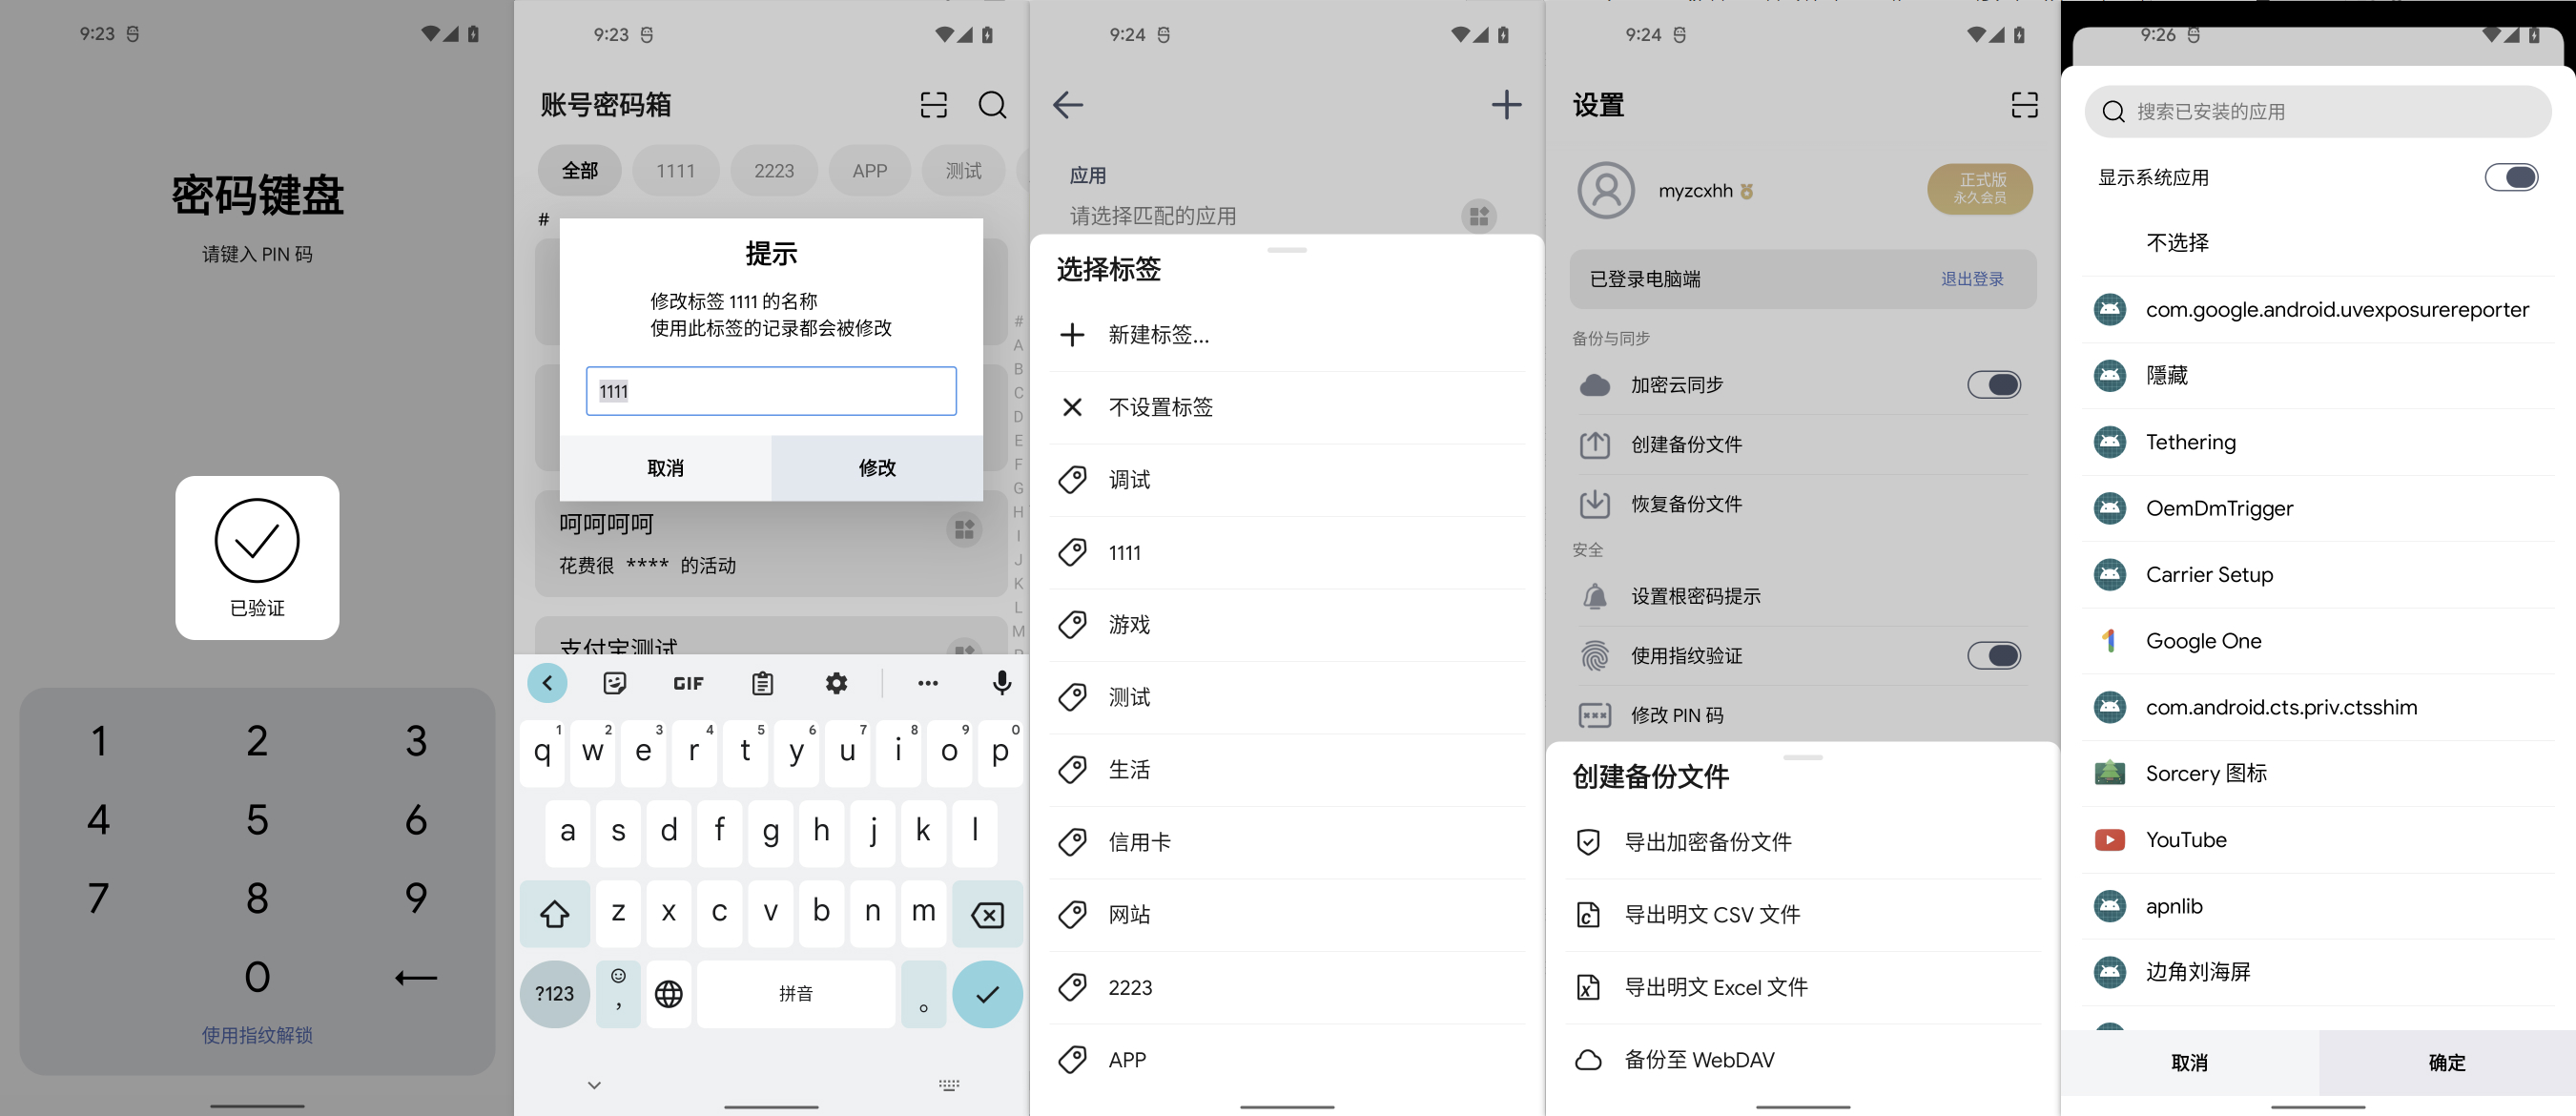 9:23
密码键盘
请键入 PIN 码
已验证
1 2 3
4 5 6
7 8 9
0
使用指纹解锁
9:23
账号密码箱
全部 1111 2223 APP 测试
#
提示
修改标签 1111 的名称
使用此标签的记录都会被修改
1111
取消 修改
呵呵呵呵
花费很 **** 的活动
支付宝测试
#
A
B
C
D
E
F
G
H
I
J
K
L
M
GIF
q 1 w 2 e 3 r 4 t 5 y 6 u 7 i 8 o 9 p 0
a s d f g h j k l
z x c v b n m
?123 , 拼音 。
9:24
应用
请选择匹配的应用
选择标签
新建标签...
不设置标签
调试
1111
游戏
测试
生活
信用卡
网站
2223
APP
9:24
设置
myzcxhh
正式版
永久会员
已登录电脑端 退出登录
备份与同步
加密云同步
创建备份文件
恢复备份文件
安全
设置根密码提示
使用指纹验证
修改 PIN 码
创建备份文件
导出加密备份文件
导出明文 CSV 文件
导出明文 Excel 文件
备份至 WebDAV
9:26
搜索已安装的应用
显示系统应用
不选择
com.google.android.uvexposurereporter
隱藏
Tethering
OemDmTrigger
Carrier Setup
Google One
com.android.cts.priv.ctsshim
Sorcery 图标
YouTube
apnlib
边角刘海屏
取消 确定